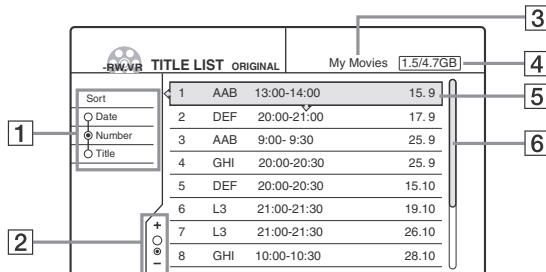 3
-RWVR TITLE LIST ORIGINAL My Movies 1.5/4.7GB 4
Sort
1 AAB 13:00-14:00 15. 9 5
Date
2 DEF 20:00-21:00 17. 9
1 Number
3 AAB 9:00- 9:30 25. 9 6
Title
4 GHI 20:00-20:30 25. 9
5 DEF 20:00-20:30 15.10
6 L3 21:00-21:30 19.10
+
2 7 L3 21:00-21:30 26.10
–
8 GHI 10:00-10:30 28.10